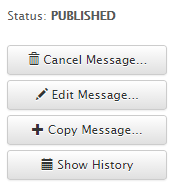 Status: PUBLISHED
Cancel Message...
Edit Message...
Copy Message...
Show History